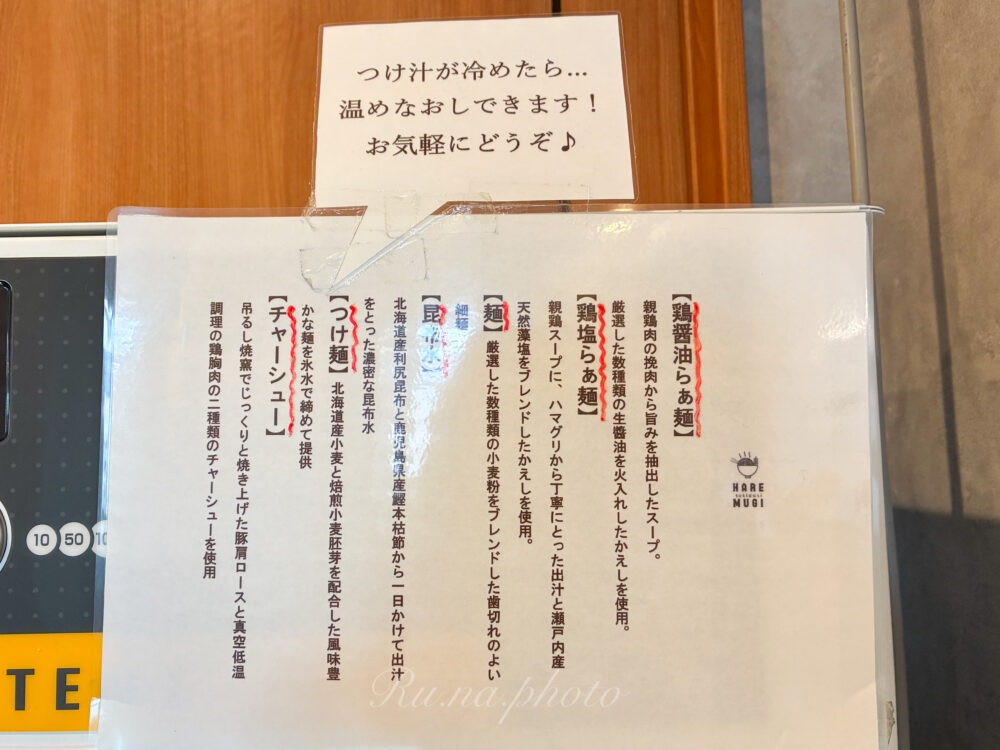 つけ汁が冷めたら...
温めなおしできます！
お気軽にどうぞ♪
HARE
MUGI
【鶏醤油らぁ麺】
親鶏肉の挽肉から旨みを抽出したスープ。
厳選した数種類の生醤油を火入れしたかえしを使用。
【鶏塩らぁ麺】
親鶏スープに、ハマグリから丁寧にとった出汁と瀬戸内産
天然藻塩をブレンドしたかえしを使用。
【麺】厳選した数種類の小麦粉をブレンドした歯切れのよい
細麺
【昆布水】
北海道産利尻昆布と鹿児島県産鰹本枯節から一日かけて出汁
をとった濃密な昆布水
【つけ麺】北海道産小麦と焙煎小麦胚芽を配合した風味豊
かな麺を氷水で締めて提供
【チャーシュー】
吊るし焼窯でじっくりと焼き上げた豚肩ロースと真空低温
調理の鶏胸肉の二種類のチャーシューを使用
10 50 10
TE
Ru.na.photo